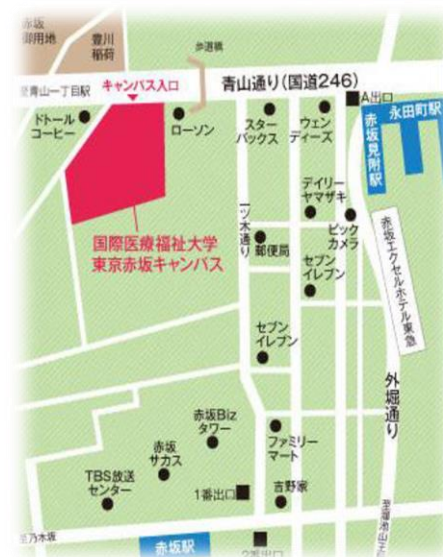 赤坂
御用地
豊川
稲荷
歩道橋
至青山一丁目駅
キャンパス入口
青山通り(国道246)
A出口
永田町駅
赤坂見附駅
ドトール
コーヒー
ローソン
スター
バックス
ウェン
ディーズ
デイリー
ヤマザキ
一ツ木通り
郵便局
ビック
カメラ
国際医療福祉大学
東京赤坂キャンパス
セブン
イレブン
赤坂エクセルホテル東急
セブン
イレブン
外堀通り
赤坂Biz
タワー
赤坂
サカス
ファミリー
マート
TBS放送
センター
1番出口
吉野家
至乃木坂
赤坂駅
2番出口